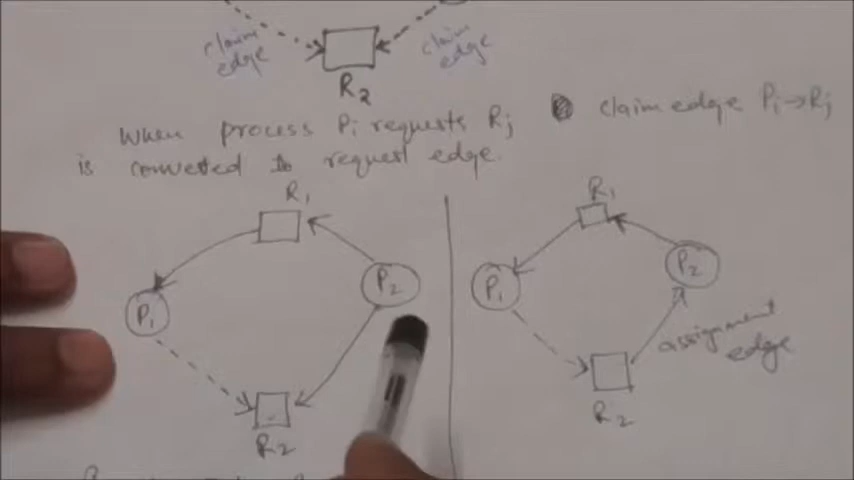 claim edge
claim edge
R2
When process Pi requests Rj claim edge Pi→Rj
is converted to request edge.
R1
P1
P2
R2
R1
P1
P2
assignment edge
R2